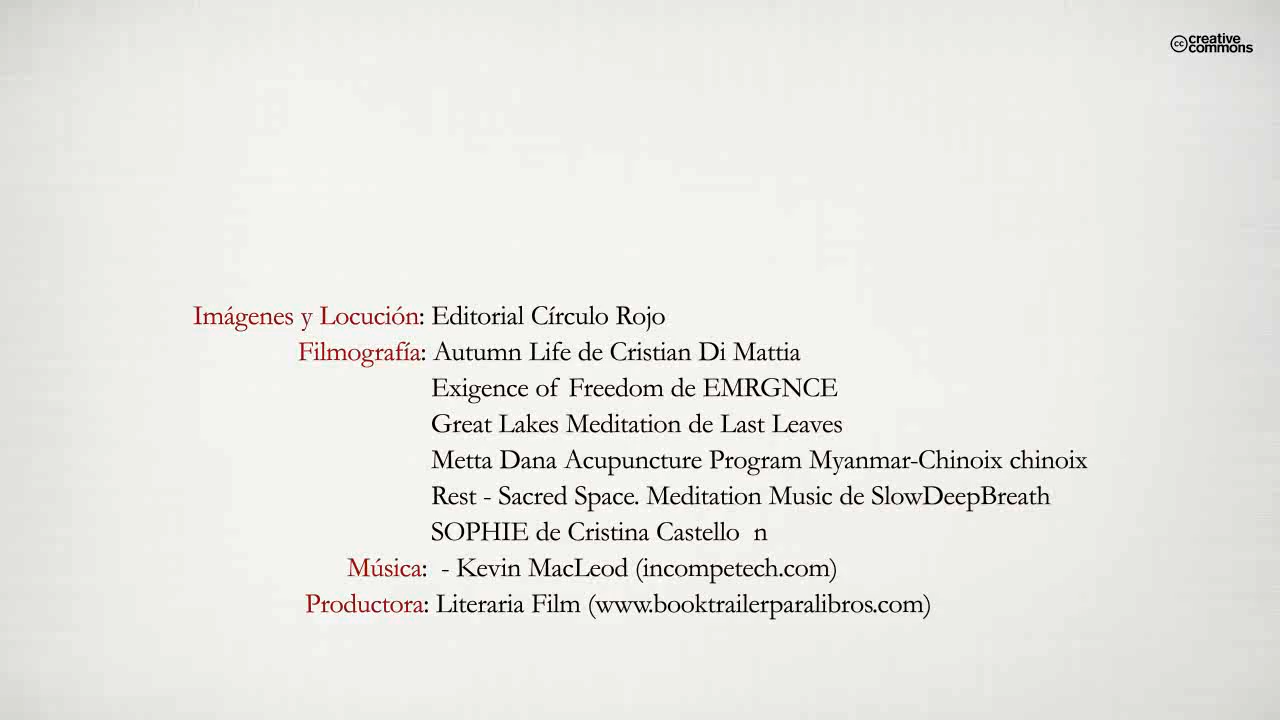 creative
commons
Imágenes y Locución: Editorial Círculo Rojo
Filmografía: Autumn Life de Cristian Di Mattia
Exigence of Freedom de EMRGNCE
Great Lakes Meditation de Last Leaves
Metta Dana Acupuncture Program Myanmar-Chinoix chinoix
Rest - Sacred Space. Meditation Music de SlowDeepBreath
SOPHIE de Cristina Castello n
Música: - Kevin MacLeod (incompetech.com)
Productora: Literaria Film (www.booktrailerparalibros.com)